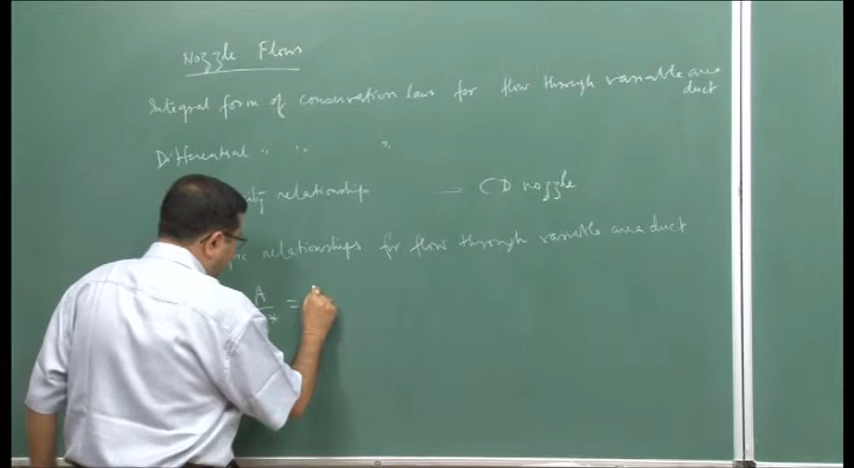 Nozzle Flows
Integral form of conservation laws for flow through variable area duct
Differential " " "
relationship — CD nozzle
relationships for flow through variable area duct
A/* =